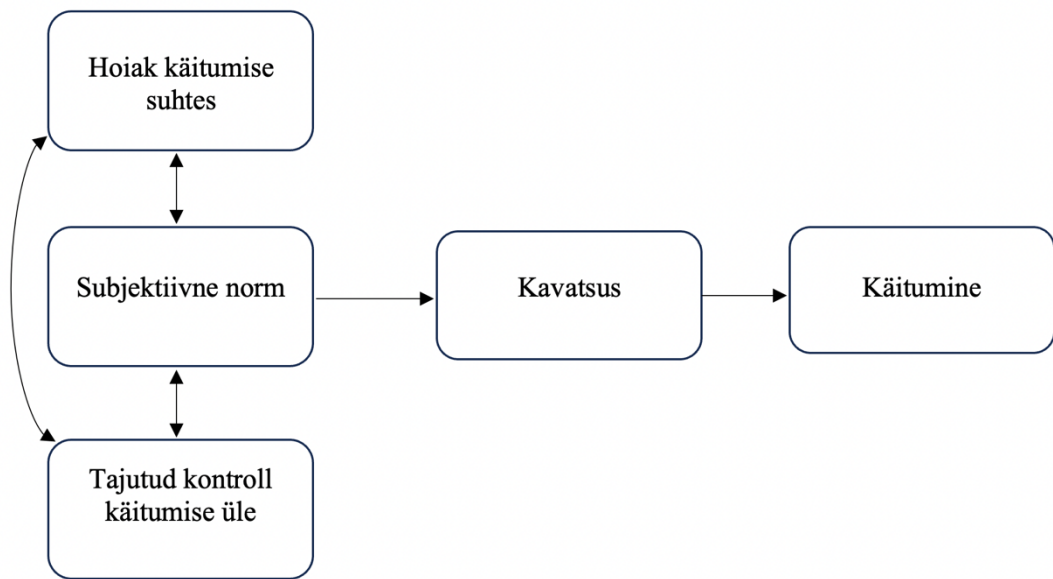 Hoiak käitumise
suhtes
Subjektiivne norm
Kavatsus
Käitumine
Tajutud kontroll
käitumise üle